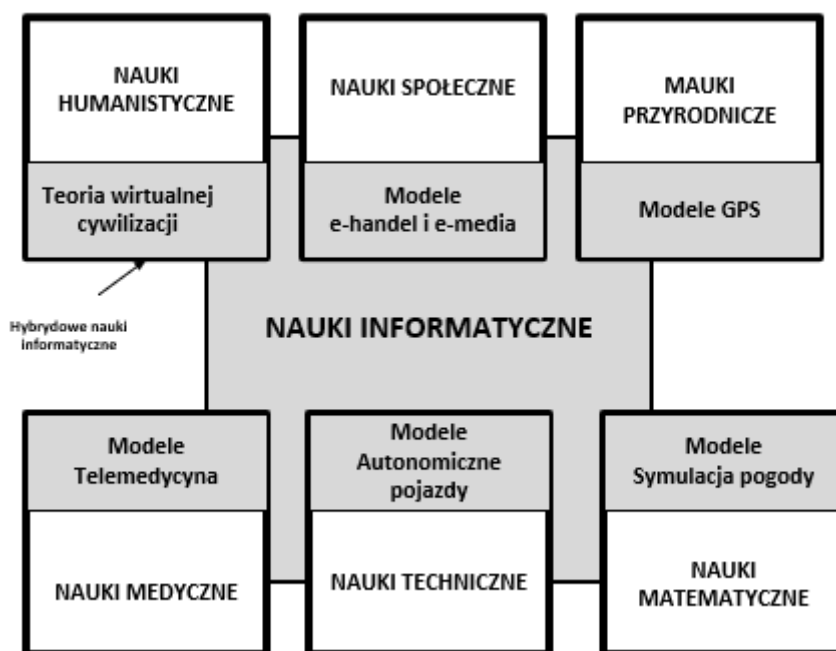 NAUKI
HUMANISTYCZNE
NAUKI SPOŁECZNE
MAUKI
PRZYRODNICZE
Teoria wirtualnej
cywilizacji
Modele
e-handel i e-media
Modele GPS
Hybrydowe nauki
informatyczne
NAUKI INFORMATYCZNE
Modele
Telemedycyna
Modele
Autonomiczne
pojazdy
Modele
Symulacja pogody
NAUKI MEDYCZNE
NAUKI TECHNICZNE
NAUKI
MATEMATYCZNE